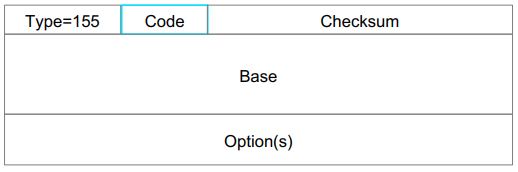 Type=155 Code Checksum
Base
Option(s)